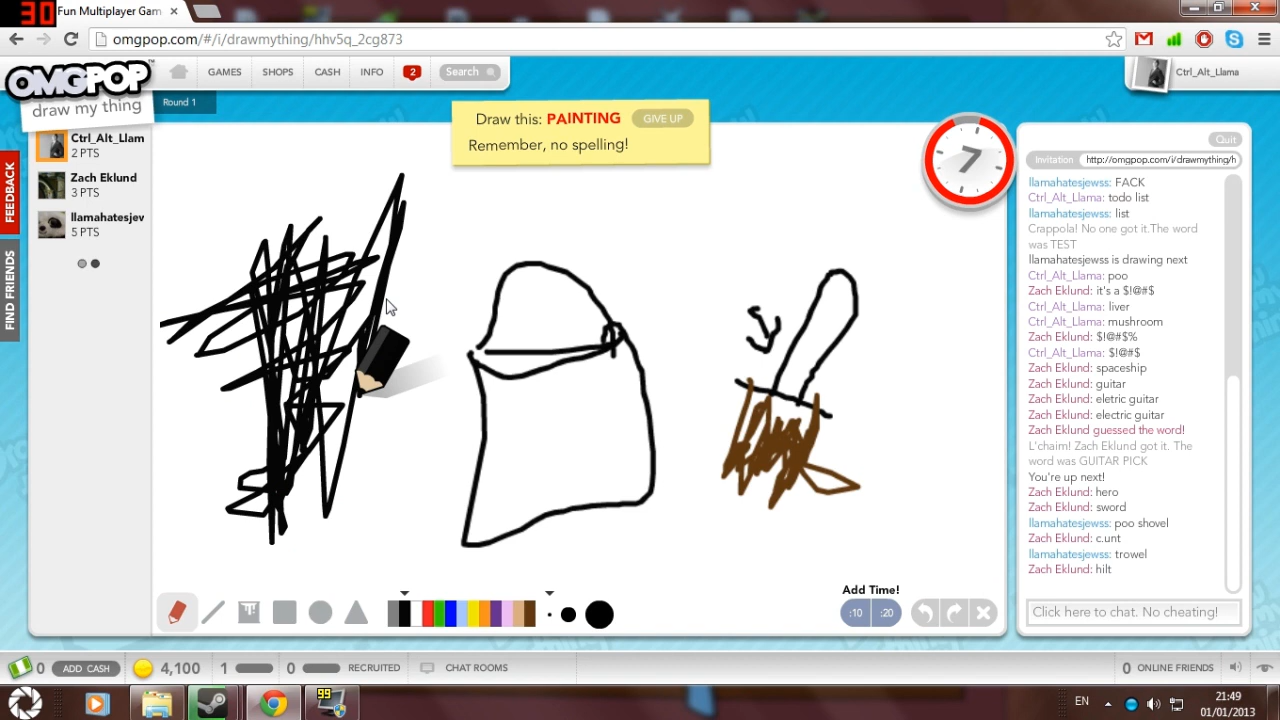 30 Fun Multiplayer Gam
omgpop.com/#/i/drawmything/hhv5q_2cg873
OMGPOP
draw my thing
GAMES SHOPS CASH INFO 2 Search
Ctrl_Alt_Llama
Round 1
Draw this: PAINTING GIVE UP
Remember, no spelling!
FEEDBACK
FIND FRIENDS
Ctrl_Alt_Llam
2 PTS
Zach Eklund
3 PTS
llamahatesjev
5 PTS
7
Quit
Invitation http://omgpop.com/i/drawmything/h
llamahatesjewss: FACK
Ctrl_Alt_Llama: todo list
llamahatesjewss: list
Crappola! No one got it.The word
was TEST
llamahatesjewss is drawing next
Ctrl_Alt_Llama: poo
Zach Eklund: it's a $!@#$
Ctrl_Alt_Llama: liver
Ctrl_Alt_Llama: mushroom
Zach Eklund: $!@#$%
Ctrl_Alt_Llama: $!@#$
Zach Eklund: spaceship
Zach Eklund: guitar
Zach Eklund: eletric guitar
Zach Eklund: electric guitar
Zach Eklund guessed the word!
L'chaim! Zach Eklund got it. The
word was GUITAR PICK
You're up next!
Zach Eklund: hero
Zach Eklund: sword
llamahatesjewss: poo shovel
Zach Eklund: c.unt
llamahatesjewss: trowel
Zach Eklund: hilt
Click here to chat. No cheating!
Add Time!
:10 :20
0 ADD CASH 4,100 1 0 RECRUITED CHAT ROOMS 0 ONLINE FRIENDS
99
EN 21:49
01/01/2013